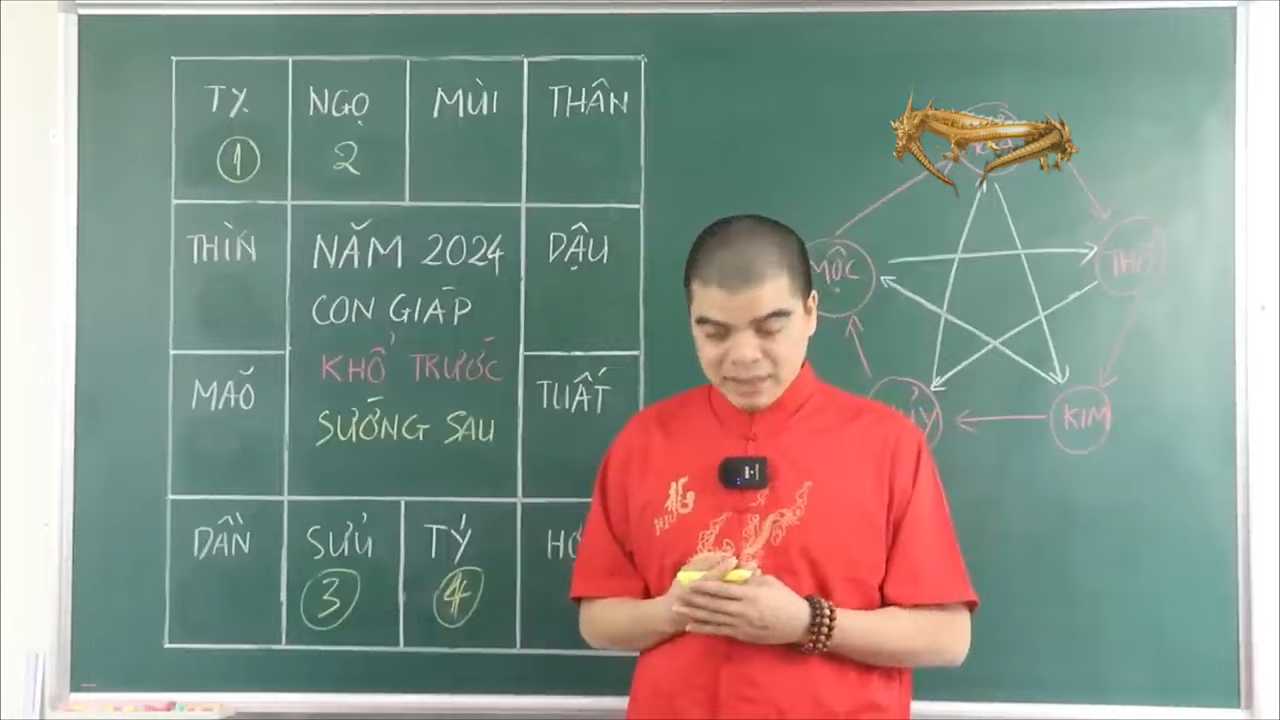 TỴ NGỌ MÙI THÂN
① 2
THÌN DẬU
NĂM 2024
CON GIÁP
KHỔ TRƯỚC
SƯỚNG SAU
MÃO TUẤT
DẦN SỬU TÝ
③ ④
MỘC
THỔ
KIM
龍